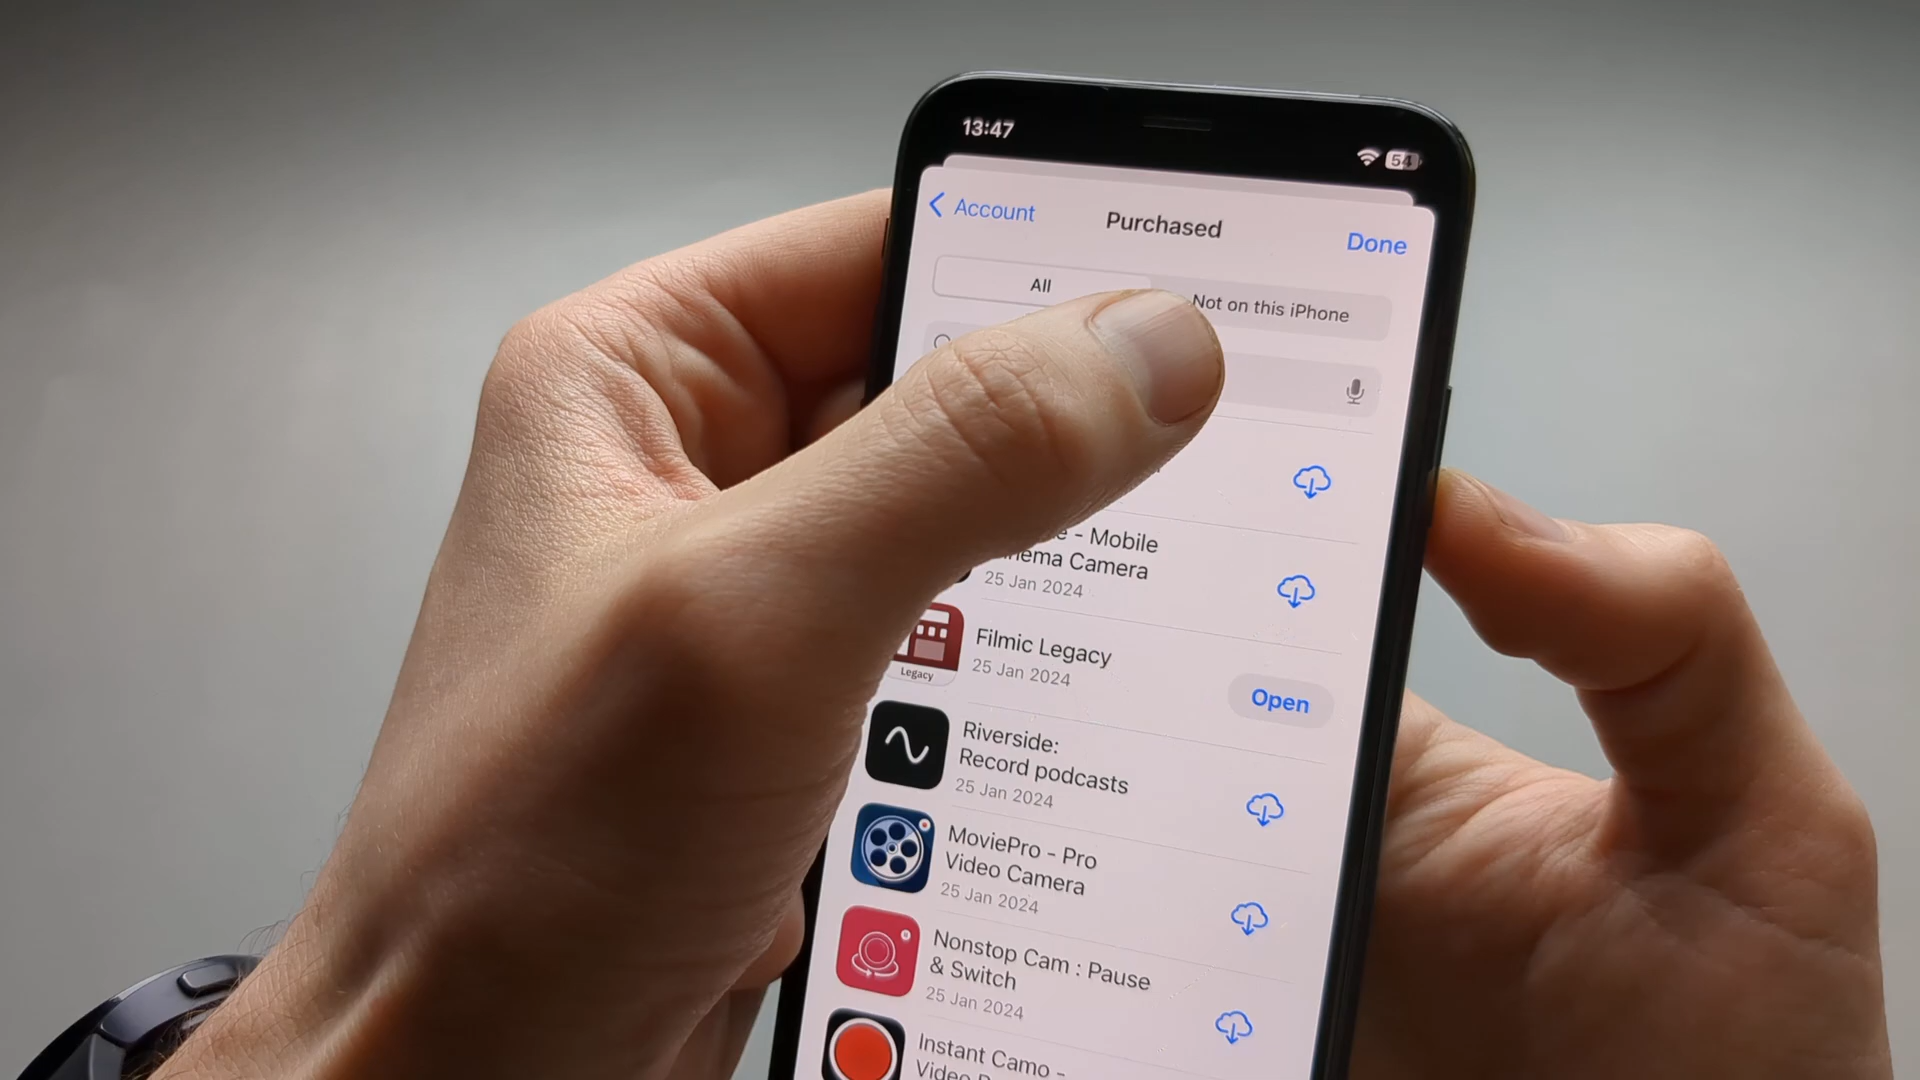 13:47
54
Account
Purchased
Done
All
Not on this iPhone
- Mobile
Camera
25 Jan 2024
Legacy
Filmic Legacy
25 Jan 2024
Open
Riverside:
Record podcasts
25 Jan 2024
MoviePro - Pro
Video Camera
25 Jan 2024
Nonstop Cam : Pause
& Switch
25 Jan 2024
Instant Camo -